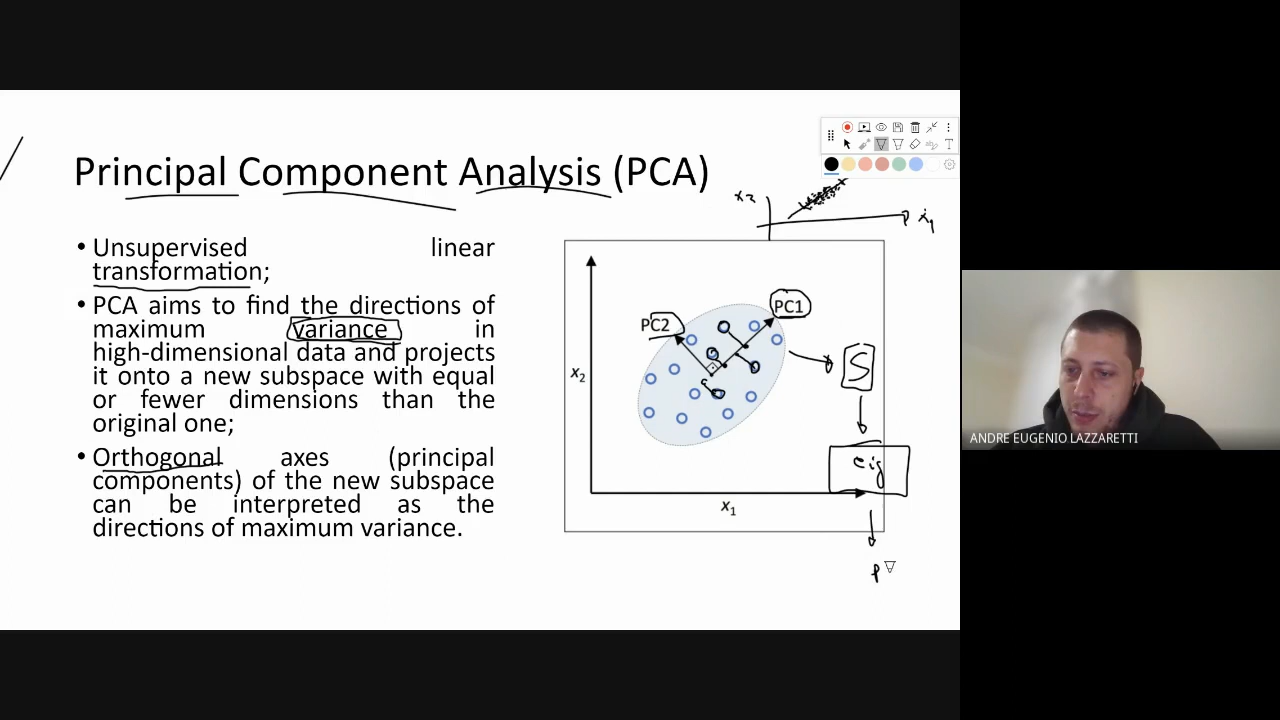 Principal Component Analysis (PCA)
• Unsupervised linear
transformation;
• PCA aims to find the directions of
maximum variance in
high-dimensional data and projects
it onto a new subspace with equal
or fewer dimensions than the
original one;
• Orthogonal axes (principal
components) of the new subspace
can be interpreted as the
directions of maximum variance.
x2
x1
PC1
PC2
x₂
x₁
S
eig
P
T
ANDRE EUGENIO LAZZARETTI